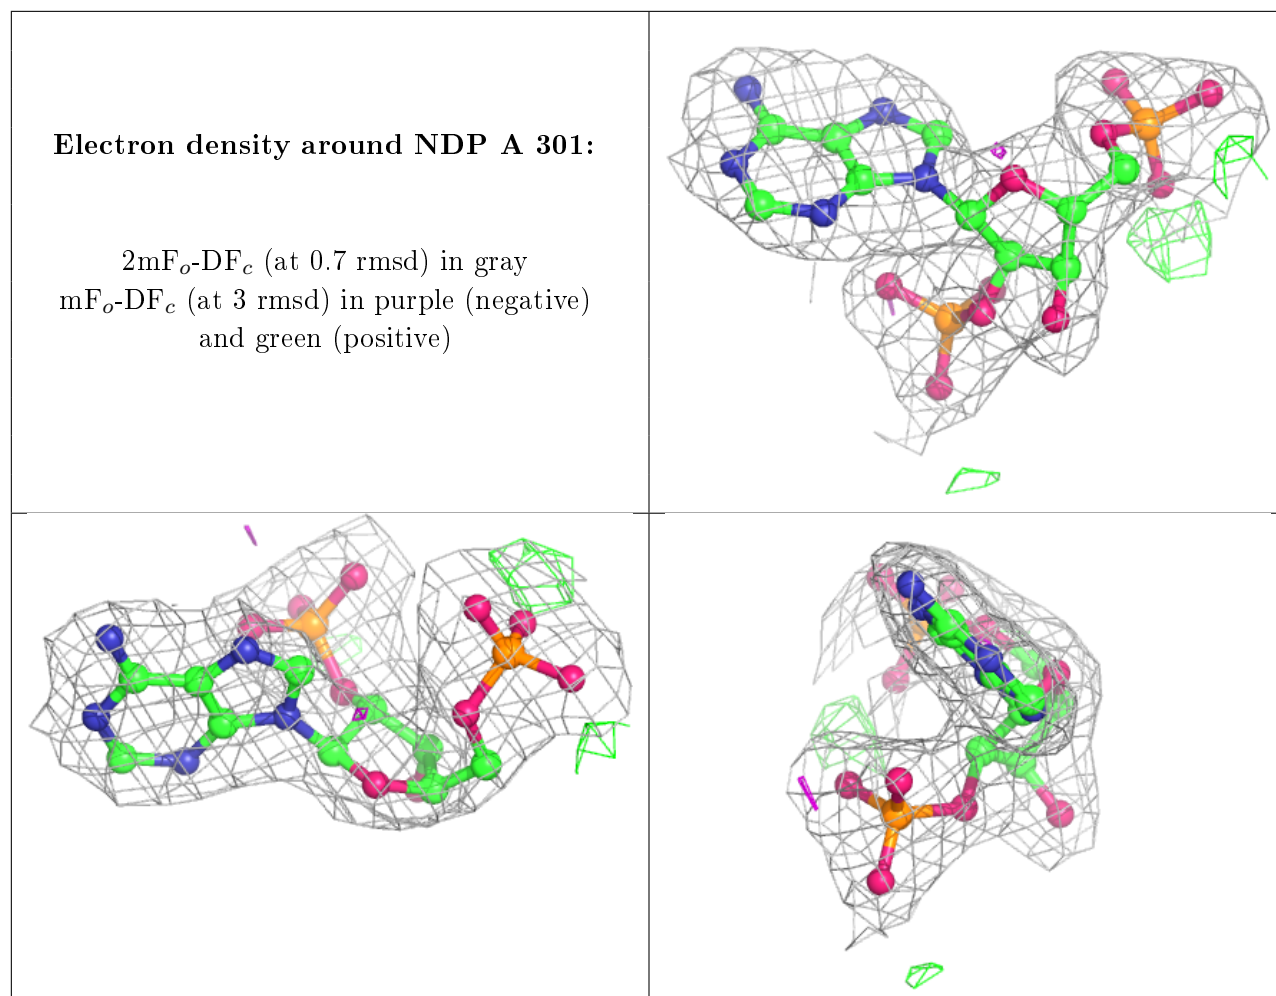 Electron density around NDP A 301:
2mFₒ-DF𝑐 (at 0.7 rmsd) in gray
mFₒ-DF𝑐 (at 3 rmsd) in purple (negative)
and green (positive)